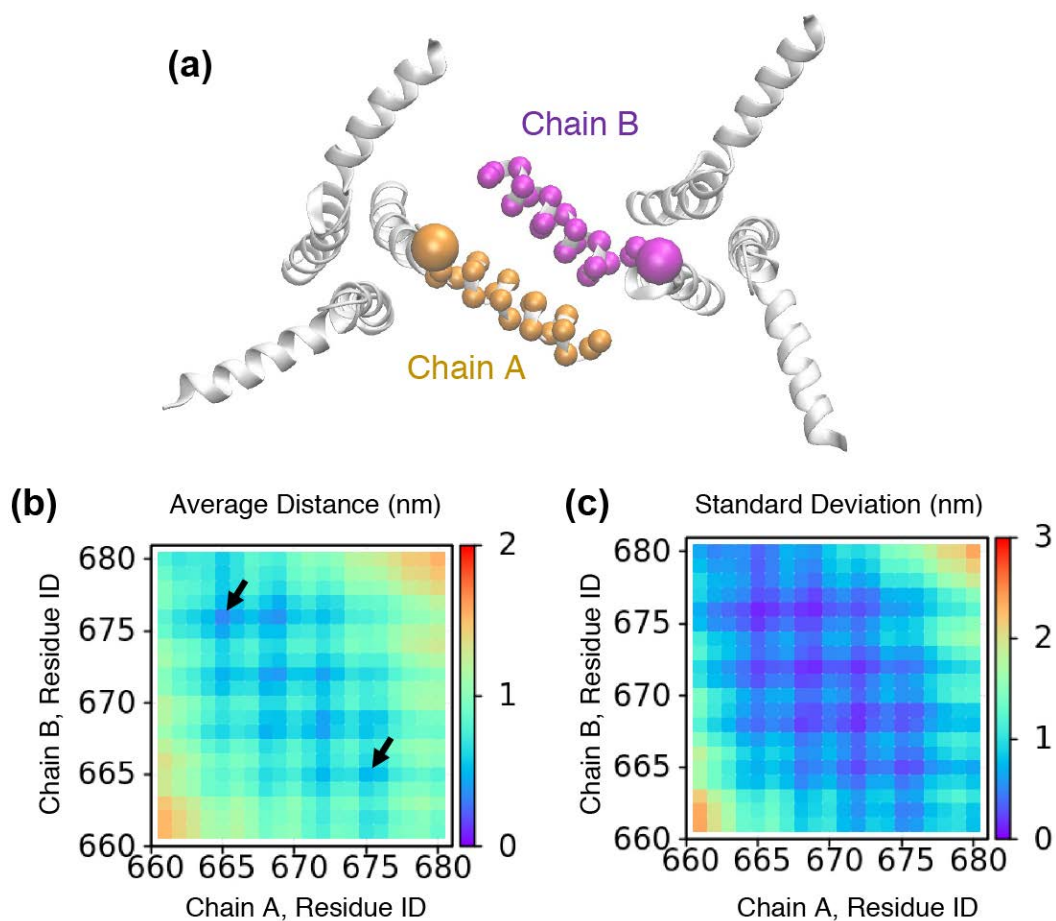 (a)
Chain B
Chain A
(b) Average Distance (nm)
680
675
670
665
660
660 665 670 675 680
2
1
0
Chain B, Residue ID
Chain A, Residue ID
(c) Standard Deviation (nm)
680
675
670
665
660
660 665 670 675 680
3
2
1
0
Chain B, Residue ID
Chain A, Residue ID